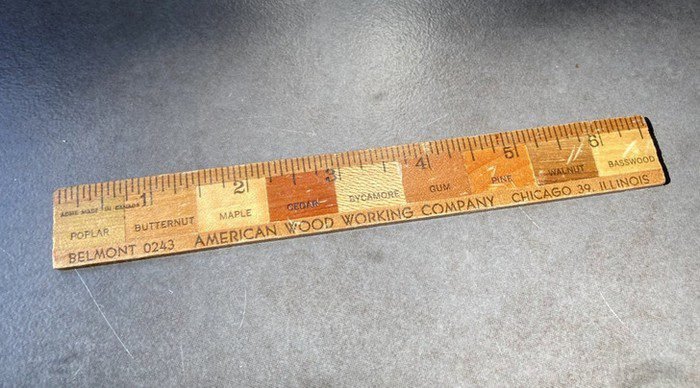 1 2 3 4 5 6
ACME MADE IN CANADA
POPLAR BUTTERNUT MAPLE CEDAR SYCAMORE GUM PINE WALNUT BASSWOOD
BELMONT 0243 AMERICAN WOOD WORKING COMPANY CHICAGO 39, ILLINOIS